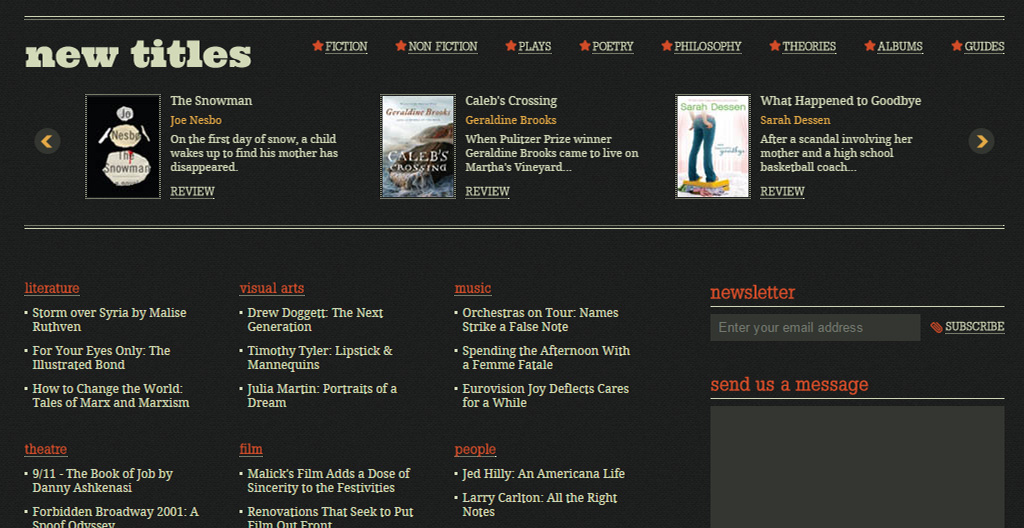 new titles
FICTION
NON FICTION
PLAYS
POETRY
PHILOSOPHY
THEORIES
ALBUMS
GUIDES
Jo
Nesbo
The
Snowman
The Snowman
Jo Nesbo
On the first day of snow, a child
wakes up to find his mother has
disappeared.
REVIEW
Geraldine Brooks
CALEB'S
CROSSING
Caleb's Crossing
Geraldine Brooks
When Pulitzer Prize winner
Geraldine Brooks came to live on
Martha's Vineyard...
REVIEW
Sarah Dessen
goodbye
What Happened to Goodbye
Sarah Dessen
After a scandal involving her
mother and a high school
basketball coach...
REVIEW
literature
Storm over Syria by Malise
Ruthven
For Your Eyes Only: The
Illustrated Bond
How to Change the World:
Tales of Marx and Marxism
visual arts
Drew Doggett: The Next
Generation
Timothy Tyler: Lipstick &
Mannequins
Julia Martin: Portraits of a
Dream
music
Orchestras on Tour: Names
Strike a False Note
Spending the Afternoon With
a Femme Fatale
Eurovision Joy Deflects Cares
for a While
newsletter
Enter your email address
SUBSCRIBE
send us a message
theatre
9/11 - The Book of Job by
Danny Ashkenasi
Forbidden Broadway 2001: A
Spoof Odyssey
film
Malick's Film Adds a Dose of
Sincerity to the Festivities
Renovations That Seek to Put
Film Out Front
people
Jed Hilly: An Americana Life
Larry Carlton: All the Right
Notes